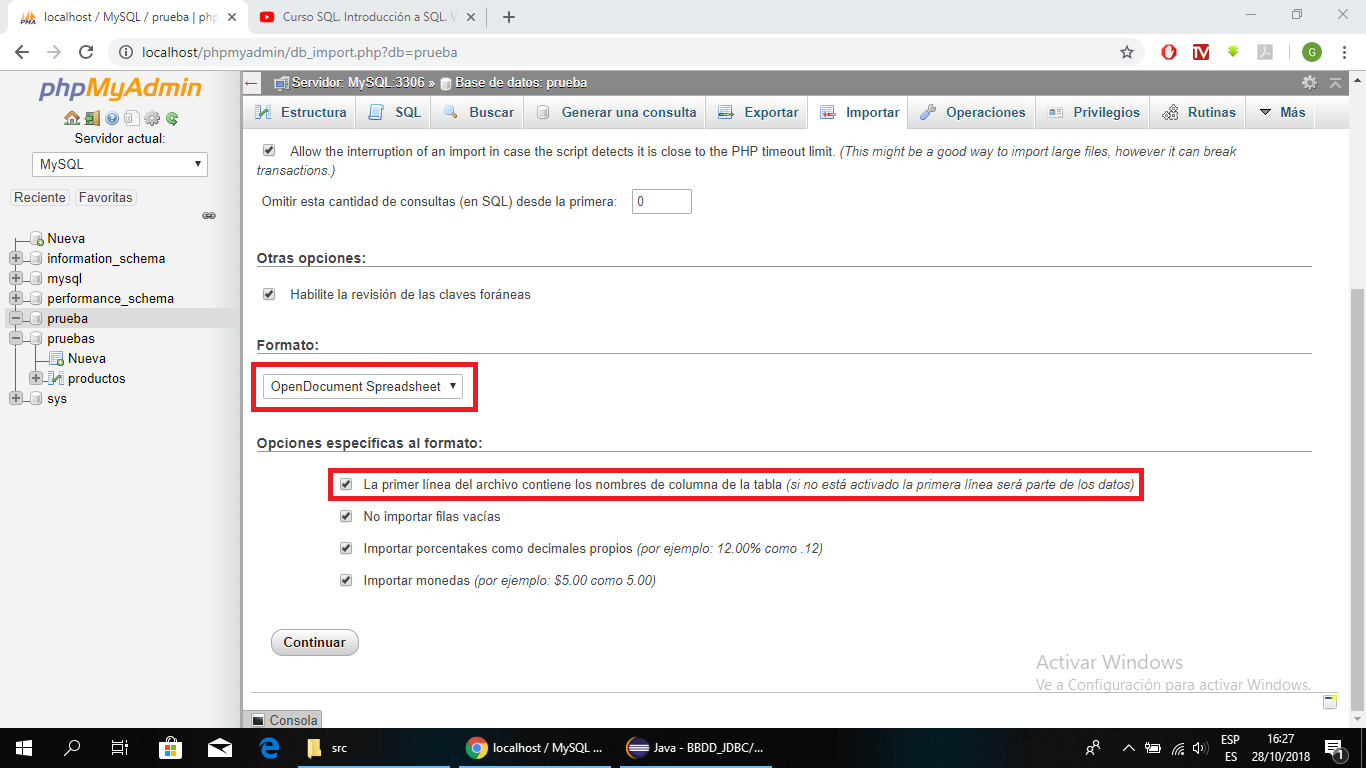 localhost / MySQL / prueba | php
Curso SQL. Introducción a SQL. V
localhost/phpmyadmin/db_import.php?db=prueba
G
phpMyAdmin
Servidor actual:
MySQL
Reciente
Favoritas
Nueva
information_schema
mysql
performance_schema
prueba
pruebas
Nueva
productos
sys
Servidor: MySQL:3306 » Base de datos: prueba
Estructura
SQL
Buscar
Generar una consulta
Exportar
Importar
Operaciones
Privilegios
Rutinas
Más
Allow the interruption of an import in case the script detects it is close to the PHP timeout limit. (This might be a good way to import large files, however it can break
transactions.)
Omitir esta cantidad de consultas (en SQL) desde la primera: 0
Otras opciones:
Habilite la revisión de las claves foráneas
Formato:
OpenDocument Spreadsheet
Opciones específicas al formato:
La primer línea del archivo contiene los nombres de columna de la tabla (si no está activado la primera línea será parte de los datos)
No importar filas vacías
Importar porcentakes como decimales propios (por ejemplo: 12.00% como .12)
Importar monedas (por ejemplo: $5.00 como 5.00)
Continuar
Activar Windows
Ve a Configuración para activar Windows.
Consola
src
localhost / MySQL ...
Java - BBDD_JDBC/...
ESP
ES
16:27
28/10/2018
1